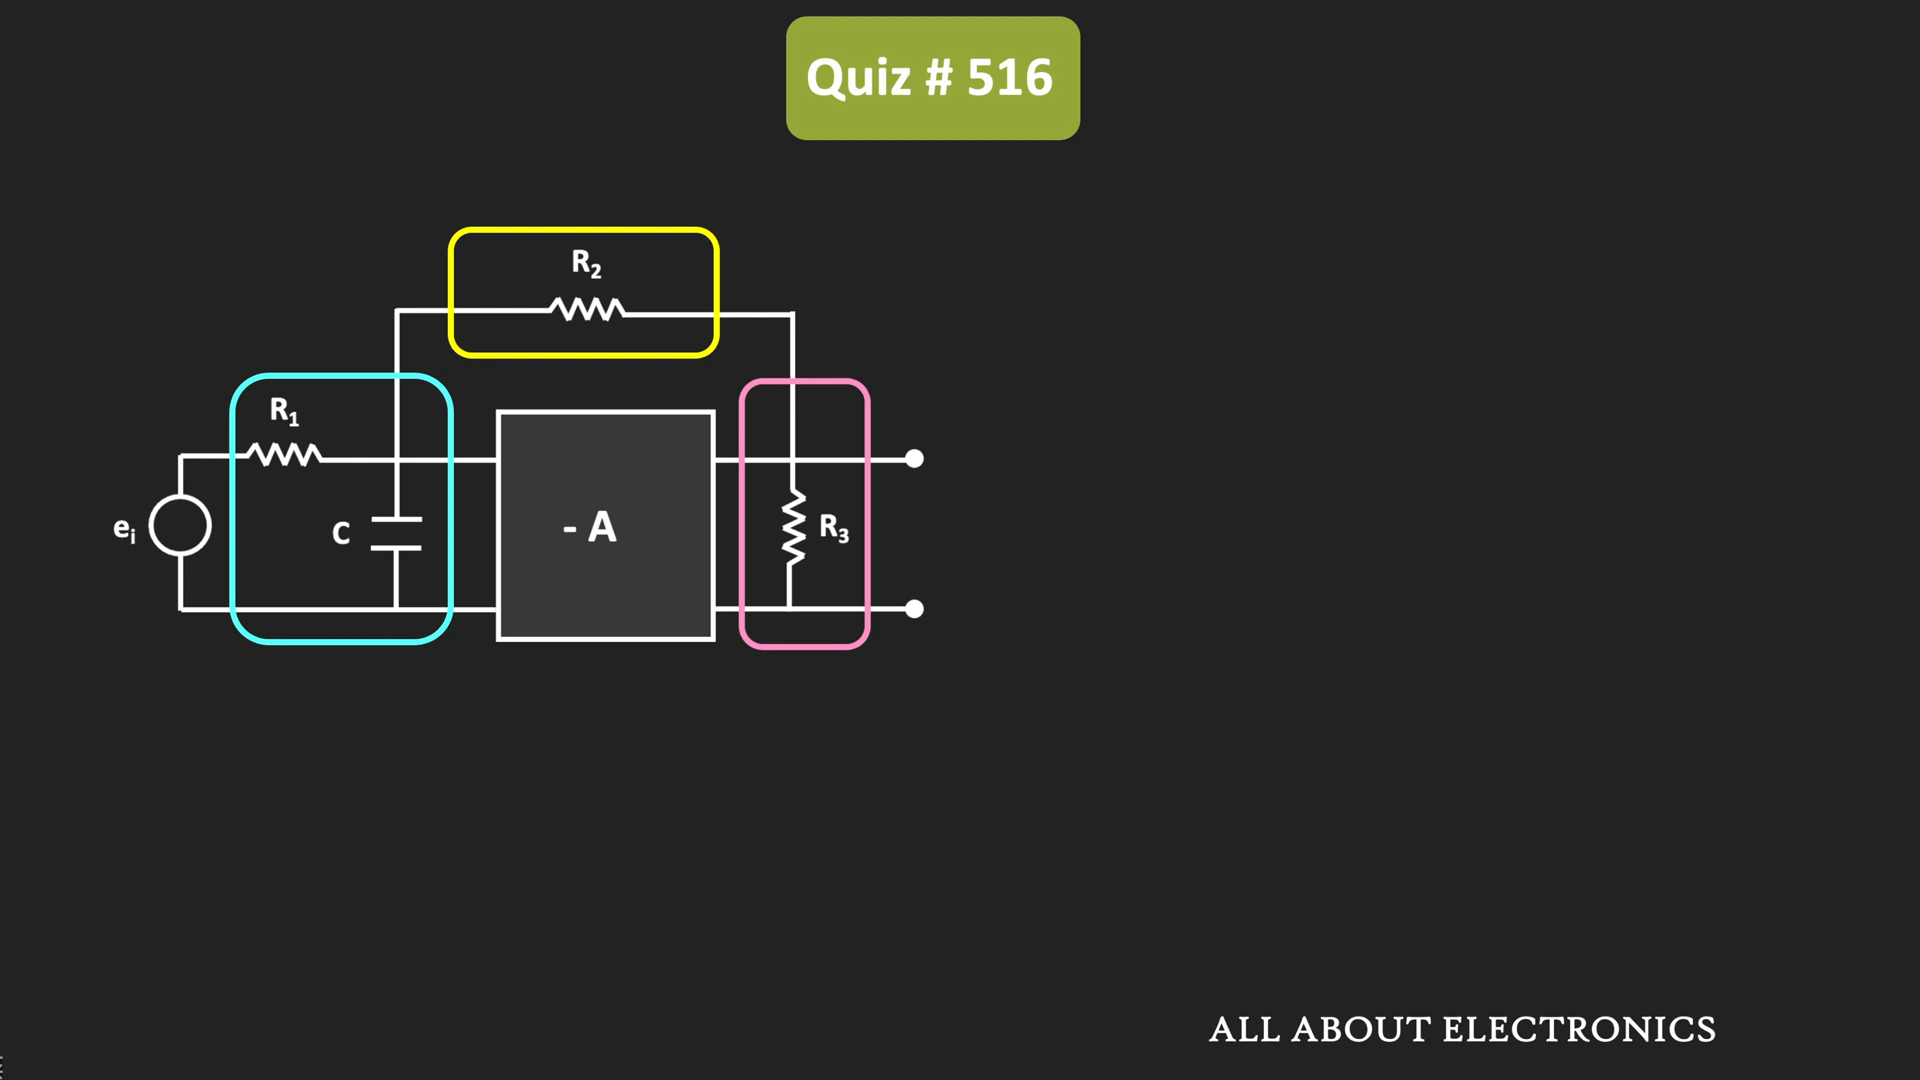 Quiz # 516
R₂
R₁
eᵢ
C
- A
R₃
ALL ABOUT ELECTRONICS